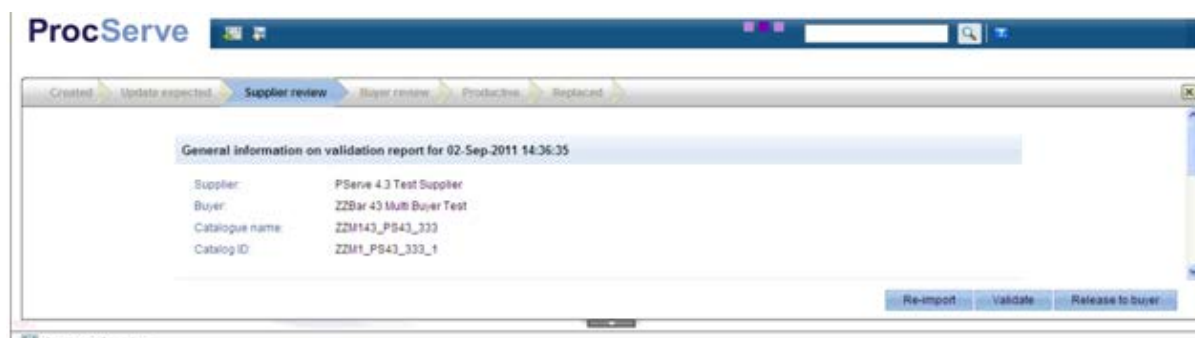 ProcServe
Created Update expected Supplier review Buyer review Productive Replaced
General information on validation report for 02-Sep-2011 14:36:35
Supplier: PServe 4.3 Test Supplier
Buyer: ZZBar 43 Multi Buyer Test
Catalogue name: ZZM143_PS43_333
Catalog ID: ZZM1_PS43_333_1
Re-import Validate Release to buyer